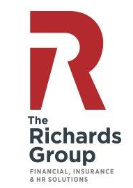 The
Richards
Group
FINANCIAL, INSURANCE
& HR SOLUTIONS